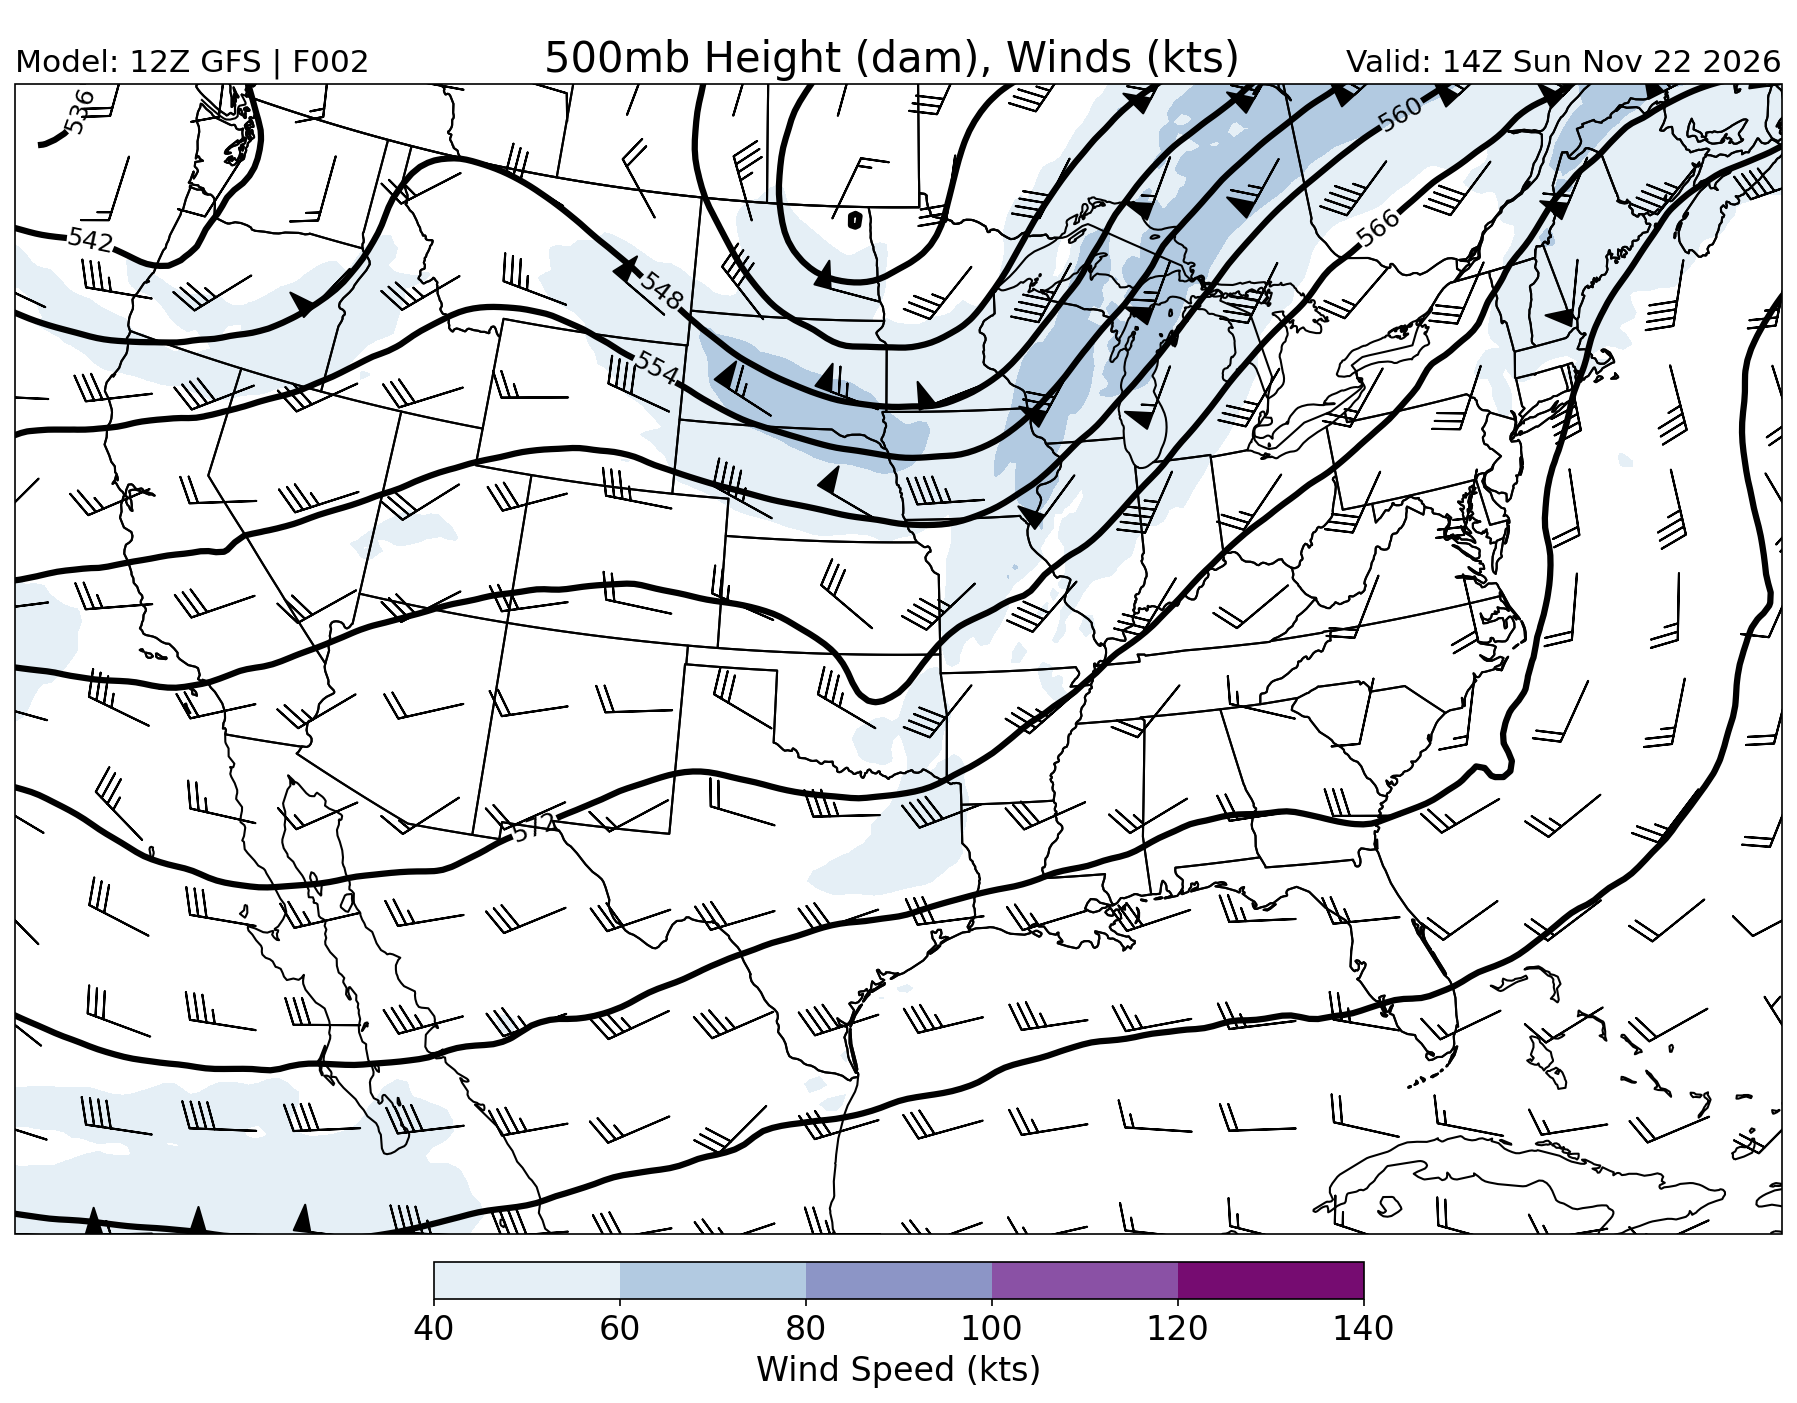 Model: 12Z GFS | F002
500mb Height (dam), Winds (kts)
Valid: 14Z Sun Nov 22 2026
536
560
542
566
548
554
572
40 60 80 100 120 140
Wind Speed (kts)